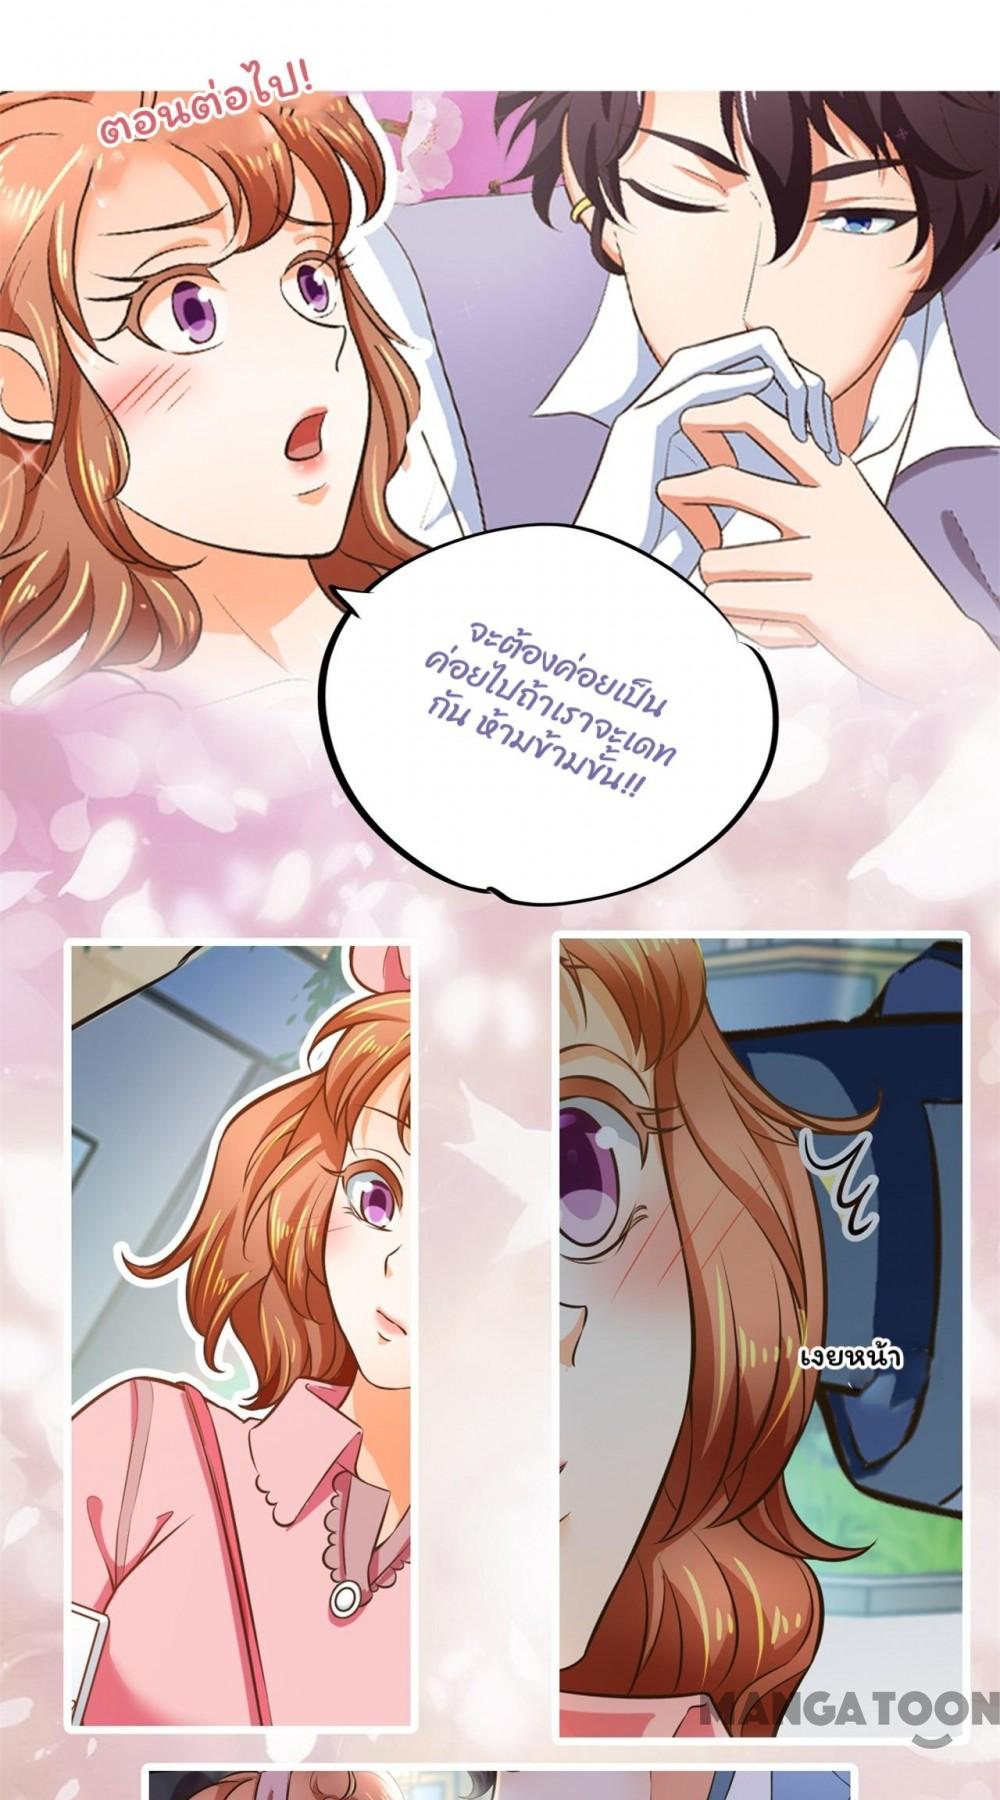 ตอนต่อไป!
จะต้องค่อยเป็น
ค่อยไปถ้าเราจะเดท
กัน ห้ามข้ามขั้น!!
เงยหน้า
MANGATOON